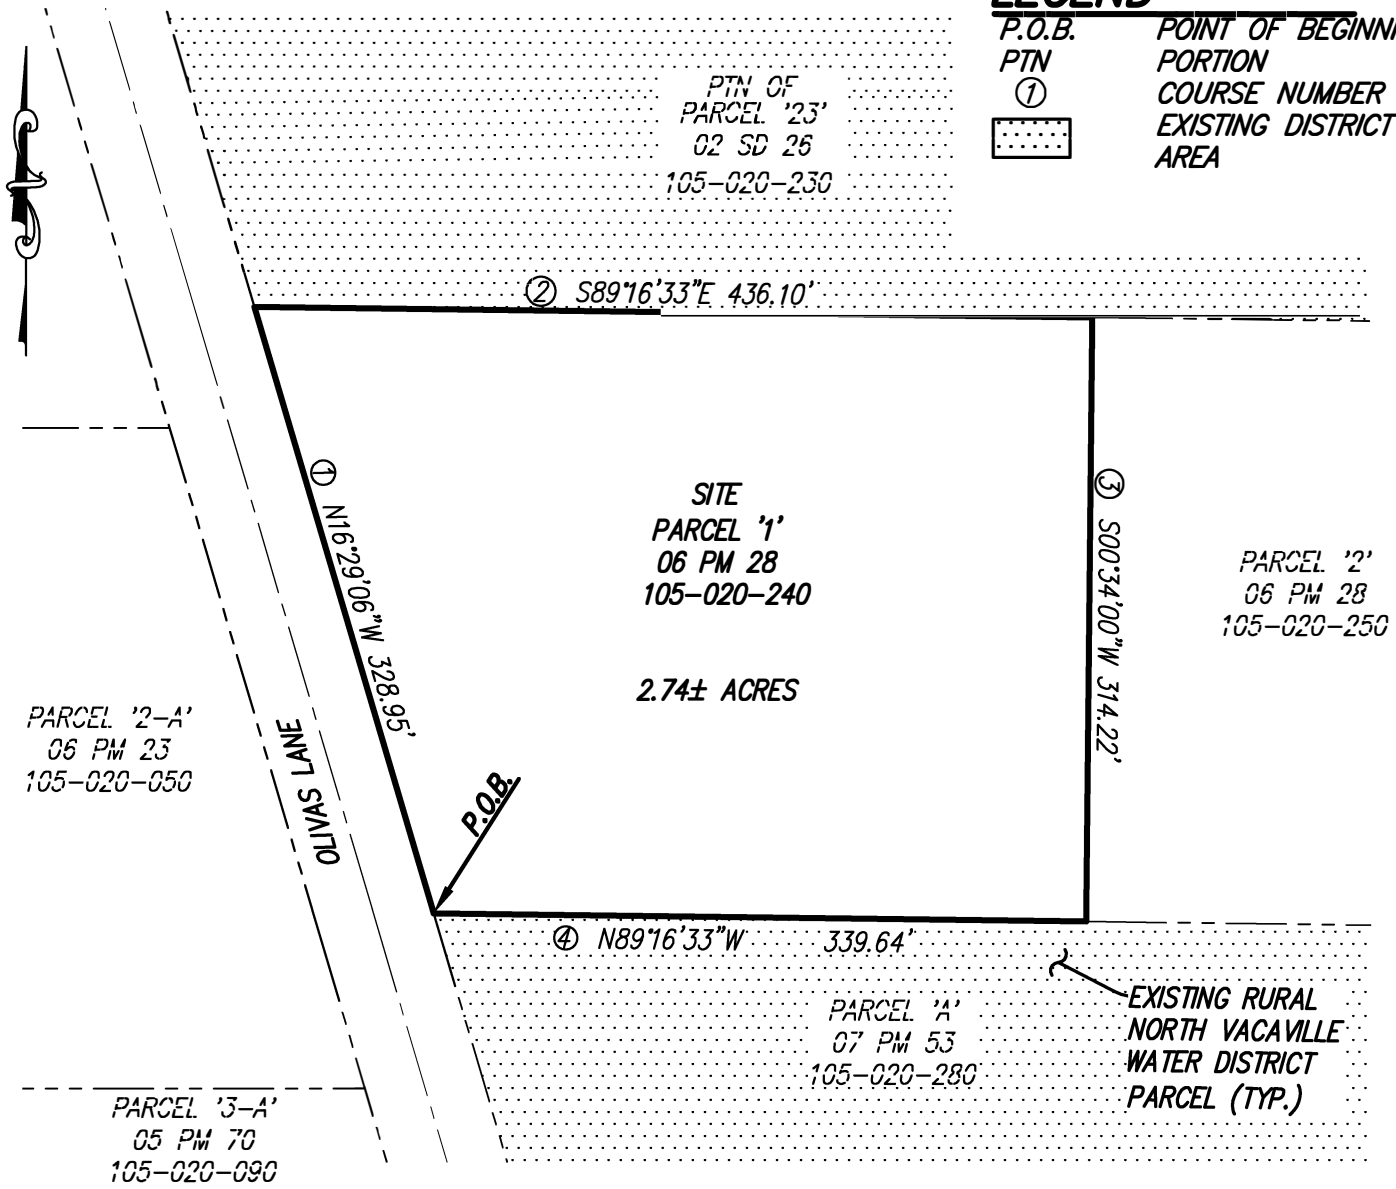 LEGEND
P.O.B. POINT OF BEGINNI
PTN PORTION
① COURSE NUMBER
EXISTING DISTRICT
AREA
PTN OF
PARCEL '23'
02 SD 26
105-020-230
② S89°16'33"E 436.10'
① N16°29'06"W 328.95'
SITE
PARCEL '1'
06 PM 28
105-020-240
2.74± ACRES
③ S00°34'00"W 314.22'
PARCEL '2'
06 PM 28
105-020-250
PARCEL '2-A'
06 PM 23
105-020-050
OLIVAS LANE
P.O.B.
④ N89°16'33"W 339.64'
PARCEL 'A'
07 PM 53
105-020-280
EXISTING RURAL
NORTH VACAVILLE
WATER DISTRICT
PARCEL (TYP.)
PARCEL '3-A'
05 PM 70
105-020-090